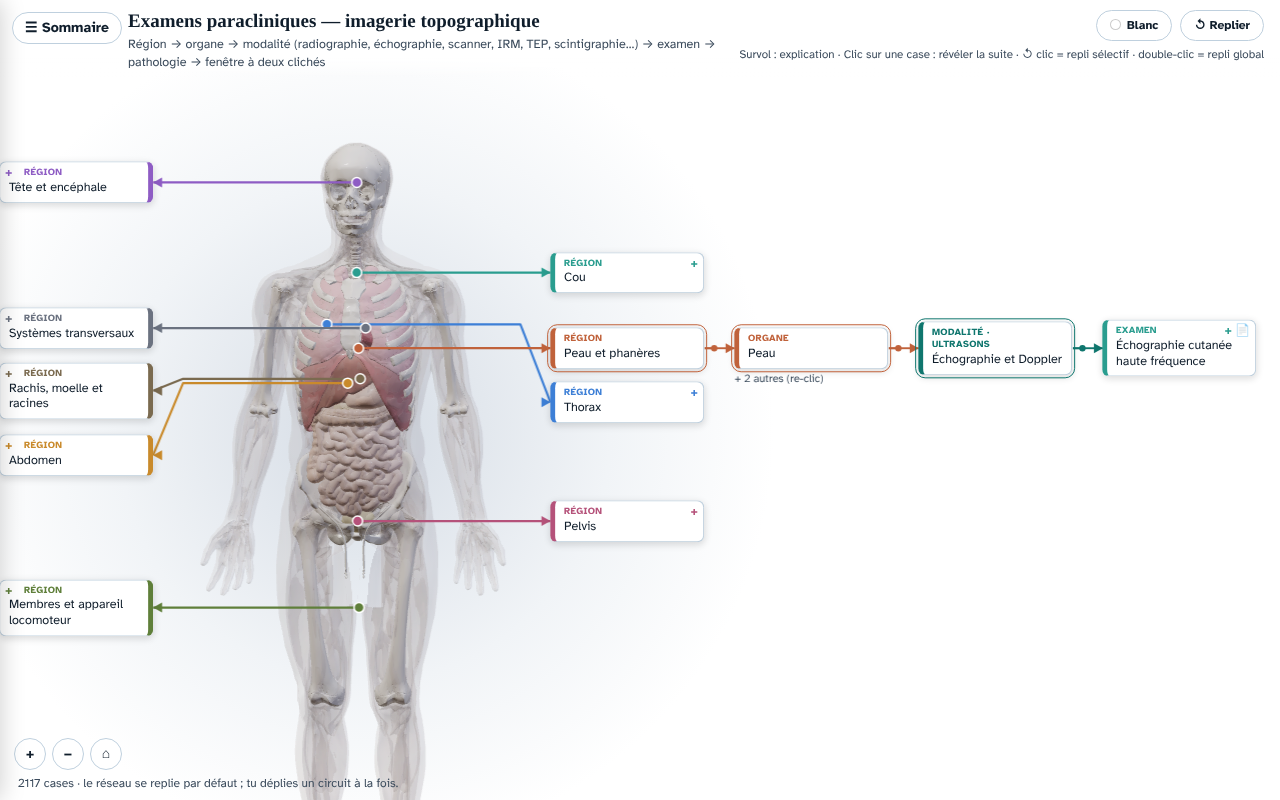 ☰ Sommaire
Examens paracliniques — imagerie topographique
Région → organe → modalité (radiographie, échographie, scanner, IRM, TEP, scintigraphie…) → examen →
pathologie → fenêtre à deux clichés
Blanc
↺ Replier
Survol : explication · Clic sur une case : révéler la suite · ↺ clic = repli sélectif · double-clic = repli global
+ RÉGION
Tête et encéphale
RÉGION +
Cou
+ RÉGION
Systèmes transversaux
RÉGION
Peau et phanères
ORGANE
Peau
+ 2 autres (re-clic)
MODALITÉ ·
ULTRASONS
Échographie et Doppler
EXAMEN + 📄
Échographie cutanée
haute fréquence
+ RÉGION
Rachis, moelle et
racines
RÉGION +
Thorax
+ RÉGION
Abdomen
RÉGION +
Pelvis
+ RÉGION
Membres et appareil
locomoteur
+ − ⌂
2117 cases · le réseau se replie par défaut ; tu déplies un circuit à la fois.